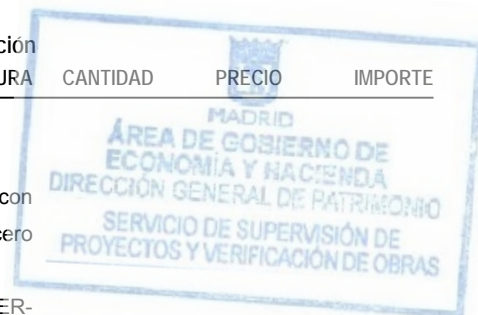 ción
URA CANTIDAD PRECIO IMPORTE
MADRID
ÁREA DE GOBIERNO DE
ECONOMÍA Y HACIENDA
DIRECCIÓN GENERAL DE PATRIMONIO
con
SERVICIO DE SUPERVISIÓN DE
cero
PROYECTOS Y VERIFICACIÓN DE OBRAS
ER-